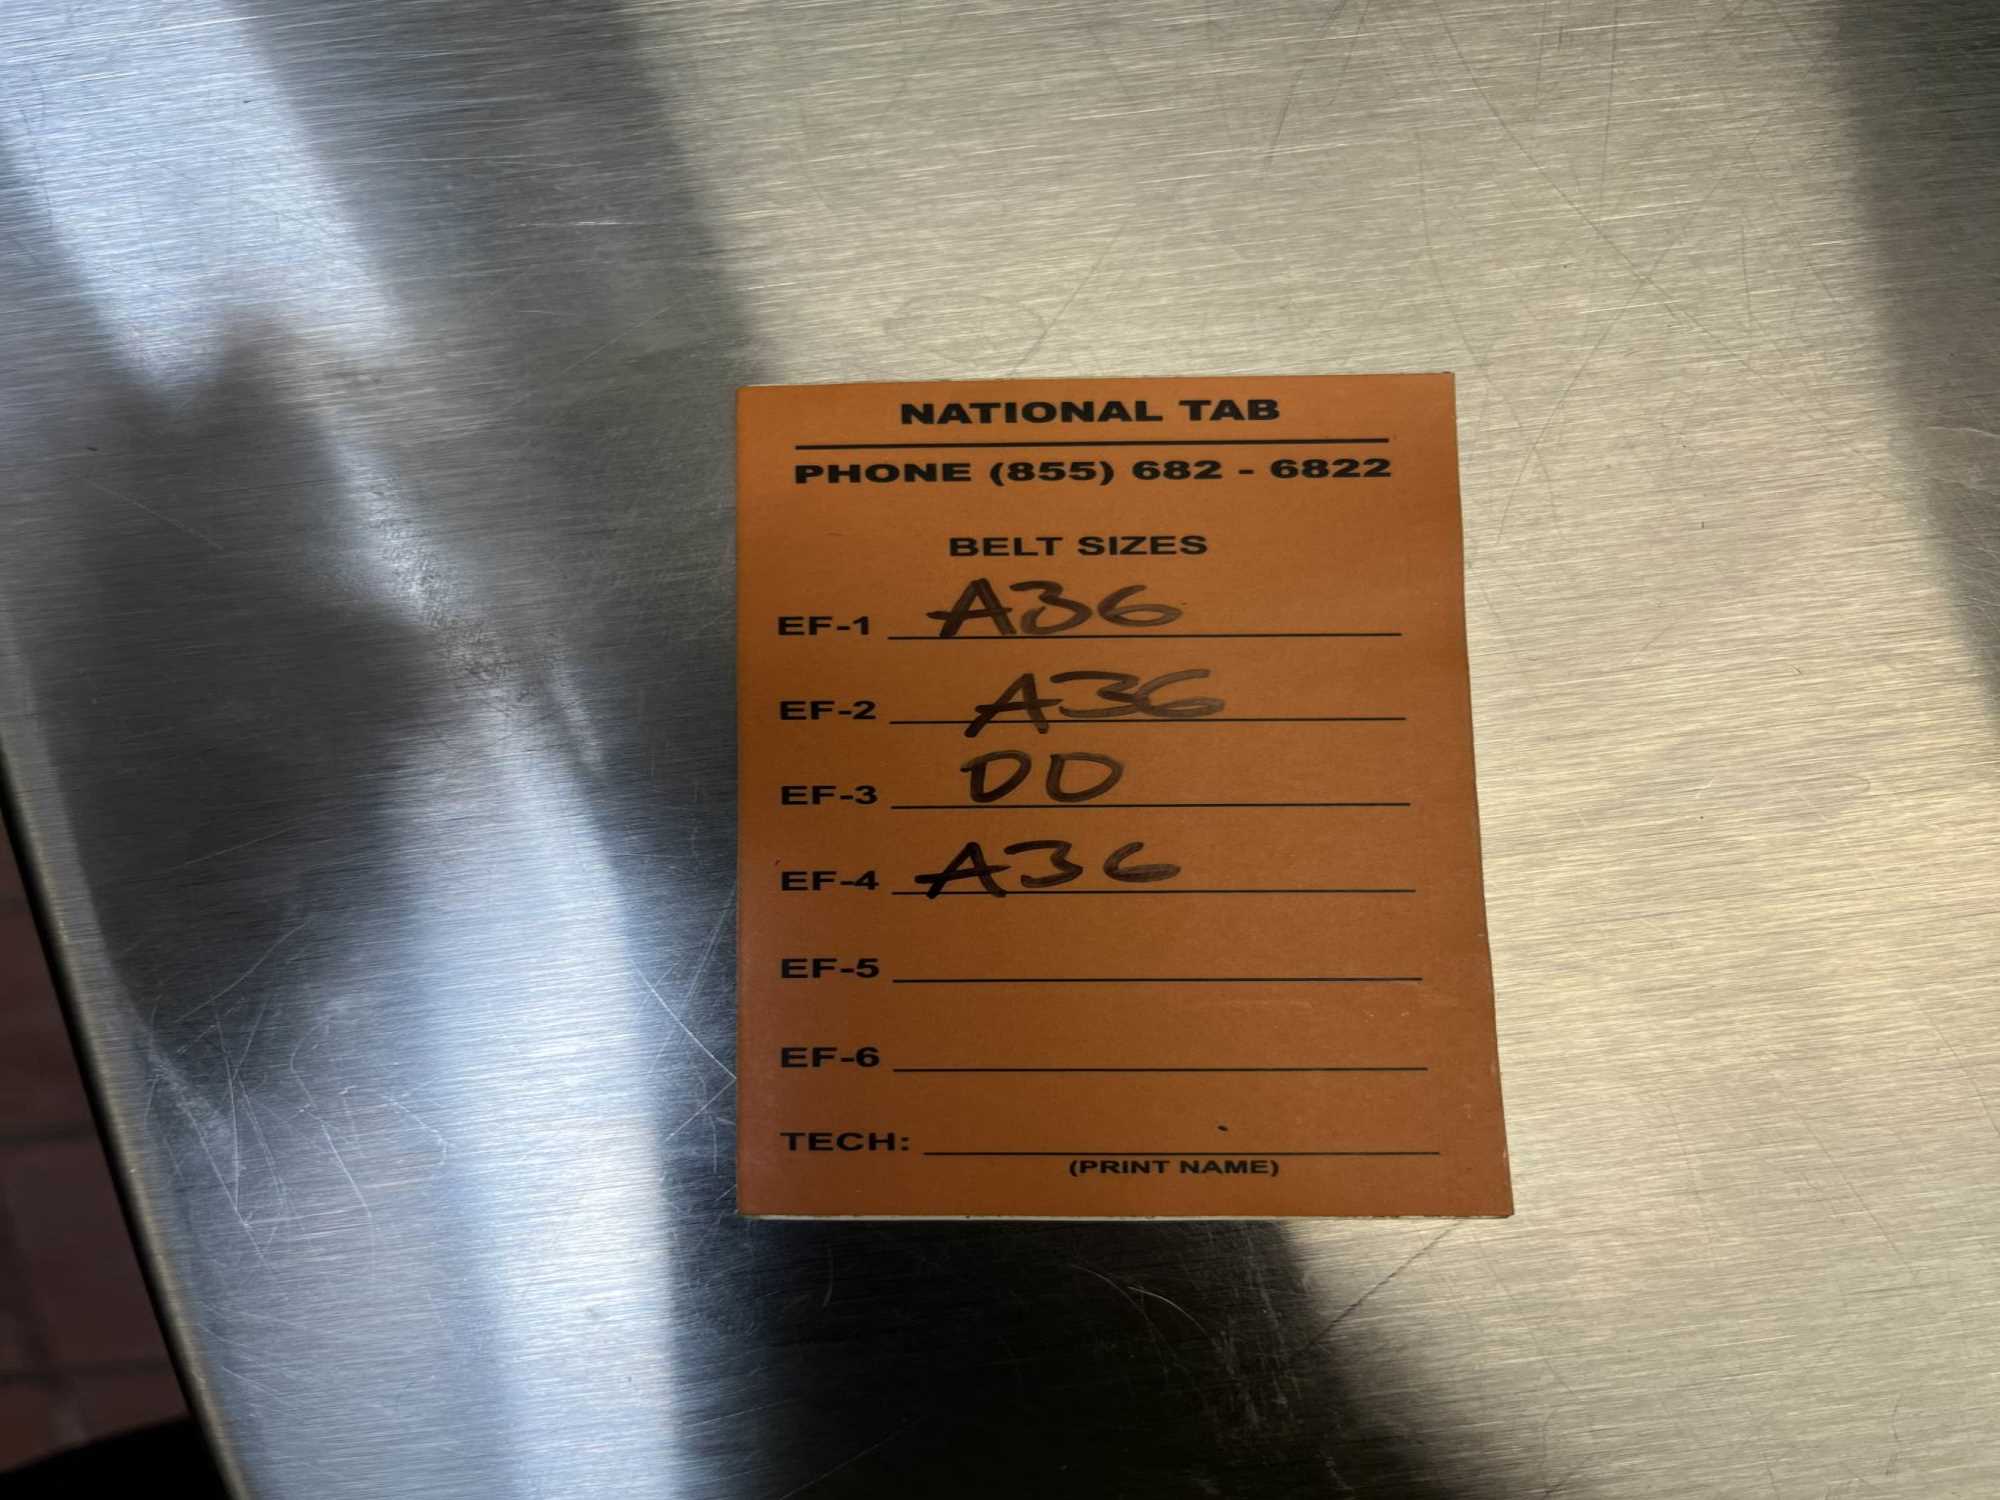 NATIONAL TAB
PHONE (855) 682 - 6822
BELT SIZES
EF-1 A36
EF-2 A36
EF-3 DD
EF-4 A36
EF-5
EF-6
TECH:
(PRINT NAME)